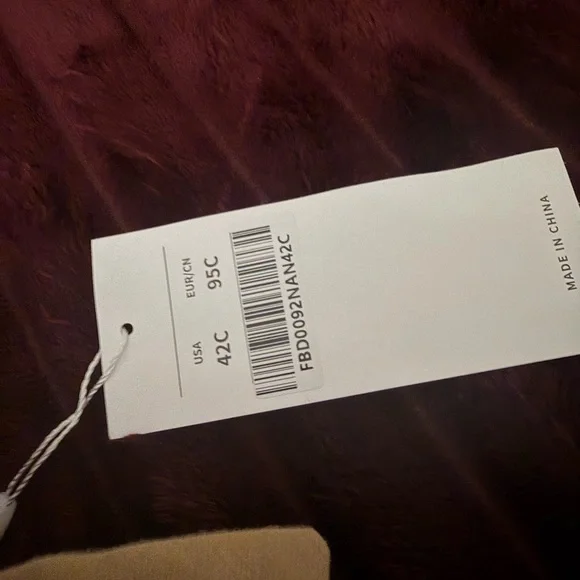 USA EUR/CN
42C 95C
FBD0092NAN42C
MADE IN CHINA